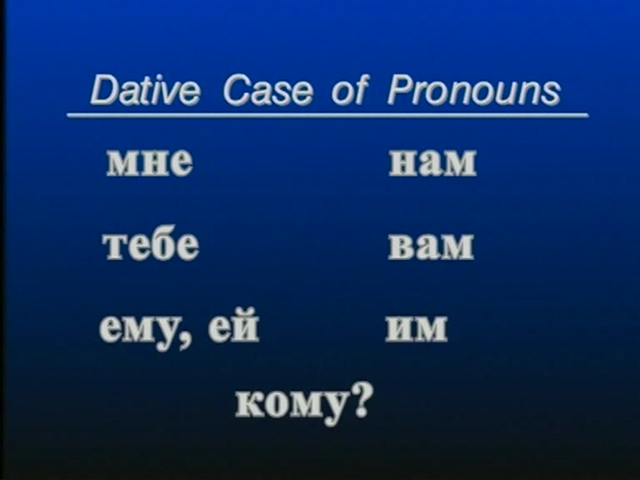 Dative Case of Pronouns
мне нам
тебе вам
ему, ей им
кому?